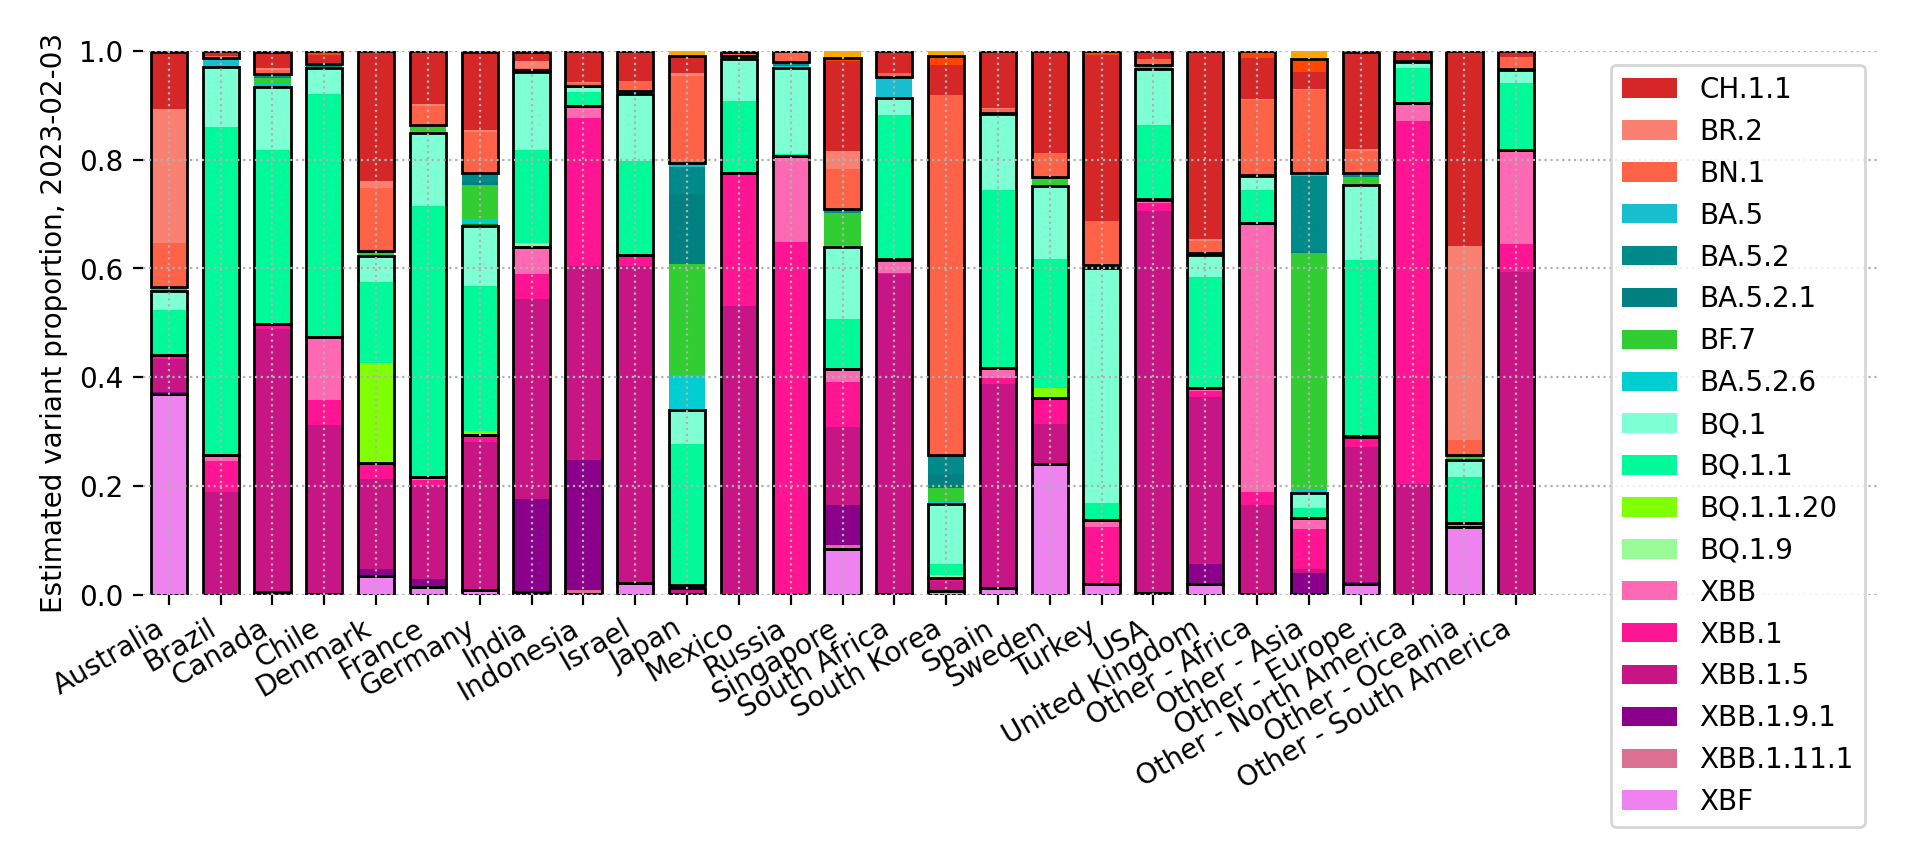 Estimated variant proportion, 2023-02-03
1.0
0.8
0.6
0.4
0.2
0.0
Australia
Brazil
Canada
Chile
Denmark
France
Germany
India
Indonesia
Israel
Japan
Mexico
Russia
Singapore
South Africa
South Korea
Spain
Sweden
Turkey
USA
United Kingdom
Other - Africa
Other - Asia
Other - Europe
Other - North America
Other - Oceania
Other - South America
CH.1.1
BR.2
BN.1
BA.5
BA.5.2
BA.5.2.1
BF.7
BA.5.2.6
BQ.1
BQ.1.1
BQ.1.1.20
BQ.1.9
XBB
XBB.1
XBB.1.5
XBB.1.9.1
XBB.1.11.1
XBF